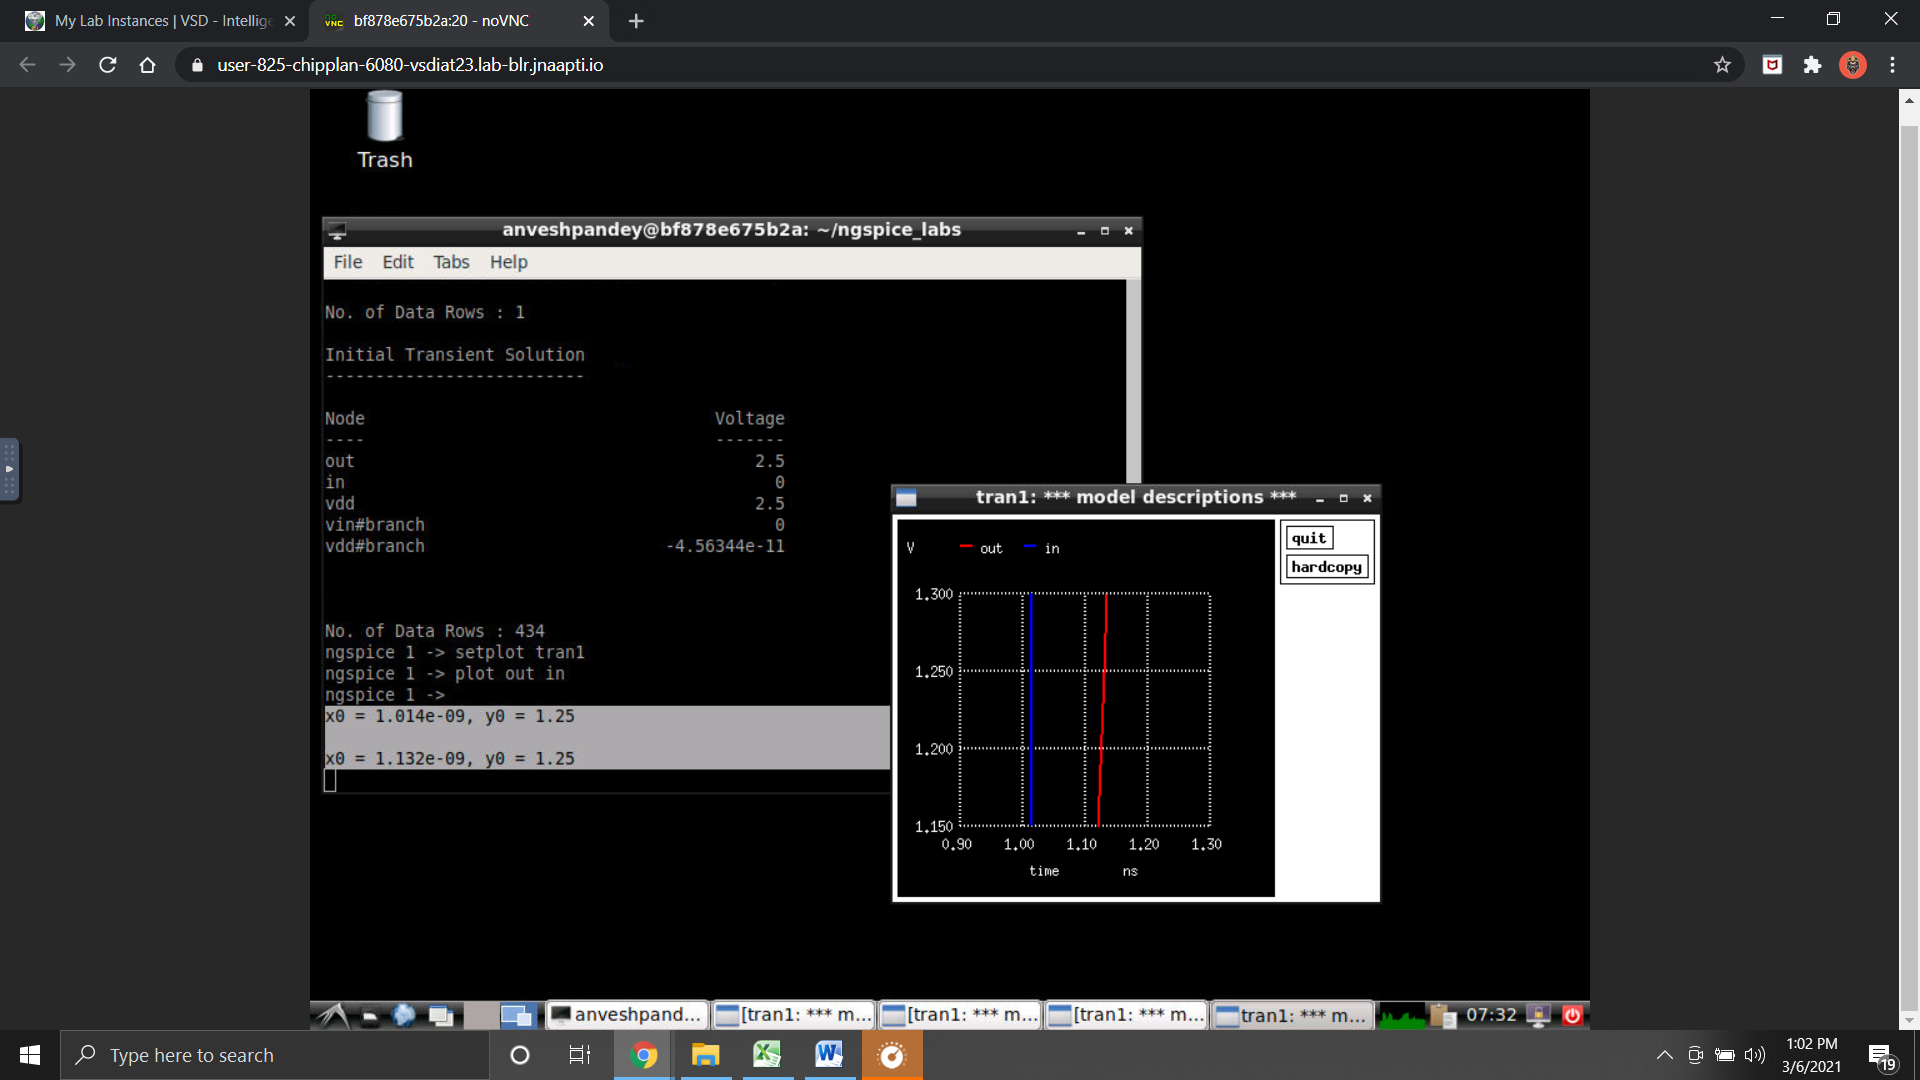 My Lab Instances | VSD - Intellige
bf878e675b2a:20 - noVNC
user-825-chipplan-6080-vsdiat23.lab-blr.jnaapti.io
Trash
anveshpandey@bf878e675b2a: ~/ngspice_labs
File Edit Tabs Help
No. of Data Rows : 1
Initial Transient Solution
--------------------------
Node Voltage
---- -------
out 2.5
in 0
vdd 2.5
vin#branch 0
vdd#branch -4.56344e-11
No. of Data Rows : 434
ngspice 1 -> setplot tran1
ngspice 1 -> plot out in
ngspice 1 ->
x0 = 1.014e-09, y0 = 1.25
x0 = 1.132e-09, y0 = 1.25
tran1: *** model descriptions ***
V out in
quit
hardcopy
1.300
1.250
1.200
1.150
0.90 1.00 1.10 1.20 1.30
time ns
anveshpand... [tran1: *** m... [tran1: *** m... [tran1: *** m... tran1: *** m... 07:32
Type here to search
1:02 PM
3/6/2021
19